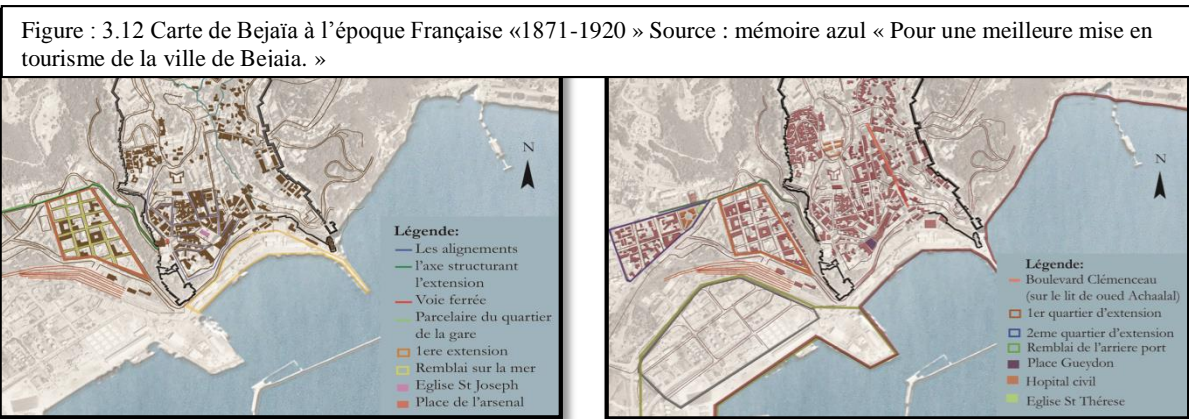 Figure : 3.12 Carte de Bejaïa à l'époque Française «1871-1920 » Source : mémoire azul « Pour une meilleure mise en
tourisme de la ville de Bejaia. »
N
Légende:
Les alignements
l'axe structurant
l'extension
Voie ferrée
Parcelaire du quartier
de la gare
1ere extension
Remblai sur la mer
Eglise St Joseph
Place de l'arsenal
N
Légende:
Boulevard Clémenceau
(sur le lit de oued Achaalal)
1er quartier d'extension
2eme quartier d'extension
Remblai de l'arriere port
Place Gueydon
Hopital civil
Eglise St Thérese